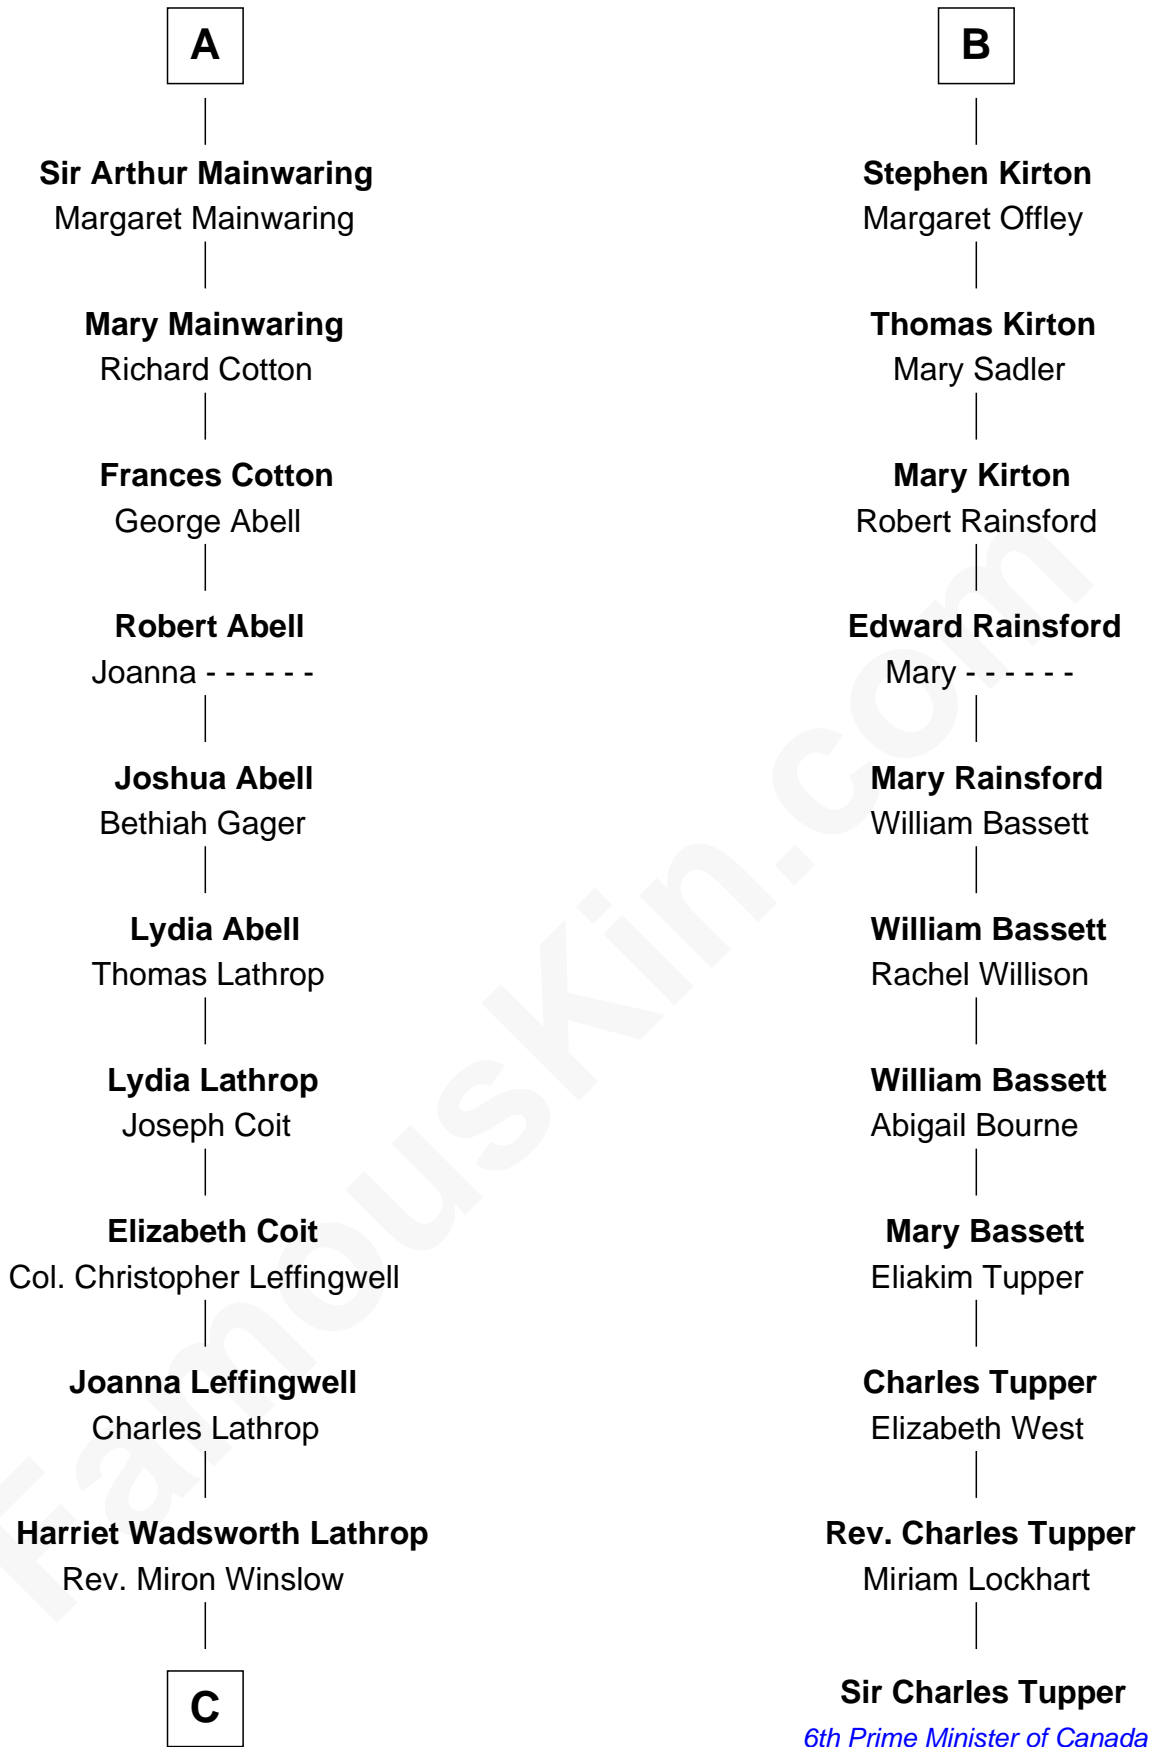 A
Sir Arthur Mainwaring
Margaret Mainwaring
Mary Mainwaring
Richard Cotton
Frances Cotton
George Abell
Robert Abell
Joanna - - - - - -
Joshua Abell
Bethiah Gager
Lydia Abell
Thomas Lathrop
Lydia Lathrop
Joseph Coit
Elizabeth Coit
Col. Christopher Leffingwell
Joanna Leffingwell
Charles Lathrop
Harriet Wadsworth Lathrop
Rev. Miron Winslow
C
B
Stephen Kirton
Margaret Offley
Thomas Kirton
Mary Sadler
Mary Kirton
Robert Rainsford
Edward Rainsford
Mary - - - - - -
Mary Rainsford
William Bassett
William Bassett
Rachel Willison
William Bassett
Abigail Bourne
Mary Bassett
Eliakim Tupper
Charles Tupper
Elizabeth West
Rev. Charles Tupper
Miriam Lockhart
Sir Charles Tupper
6th Prime Minister of Canada
FamousKin.com